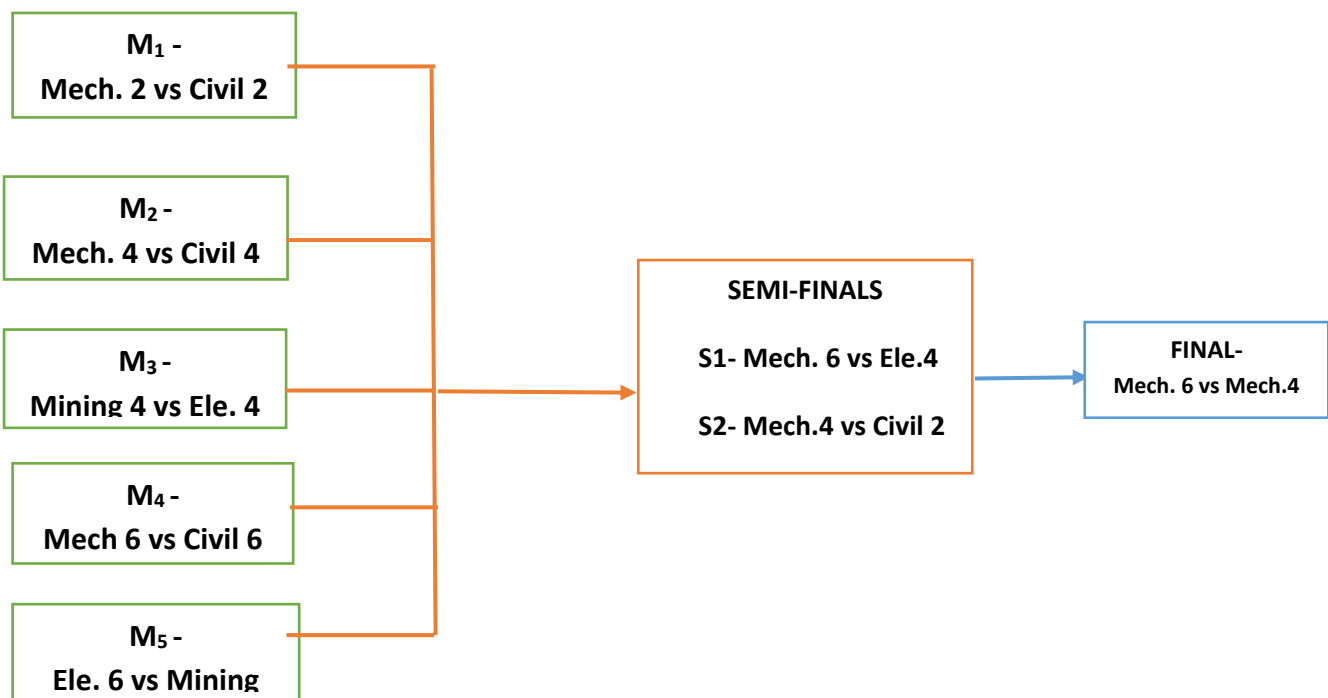 M₁ -
Mech. 2 vs Civil 2
M₂ -
Mech. 4 vs Civil 4
M₃ -
Mining 4 vs Ele. 4
M₄ -
Mech 6 vs Civil 6
M₅ -
Ele. 6 vs Mining
SEMI-FINALS
S1- Mech. 6 vs Ele.4
S2- Mech.4 vs Civil 2
FINAL-
Mech. 6 vs Mech.4